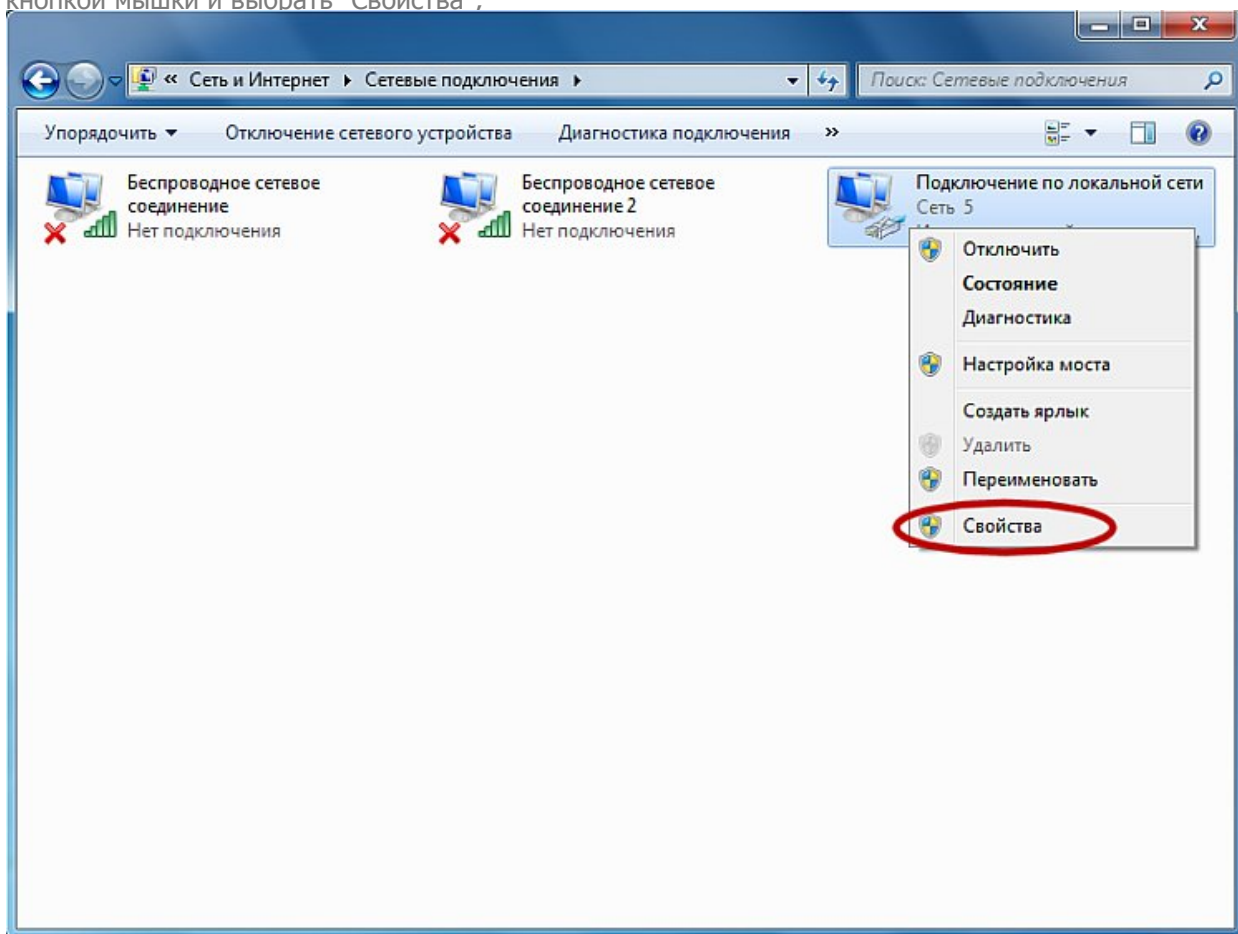 кнопкой мышки и выбрать "Свойства",
« Сеть и Интернет ▸ Сетевые подключения ▸
Поиск: Сетевые подключения
Упорядочить ▼ Отключение сетевого устройства Диагностика подключения »
Беспроводное сетевое
соединение
Нет подключения
Беспроводное сетевое
соединение 2
Нет подключения
Подключение по локальной сети
Сеть 5
Отключить
Состояние
Диагностика
Настройка моста
Создать ярлык
Удалить
Переименовать
Свойства